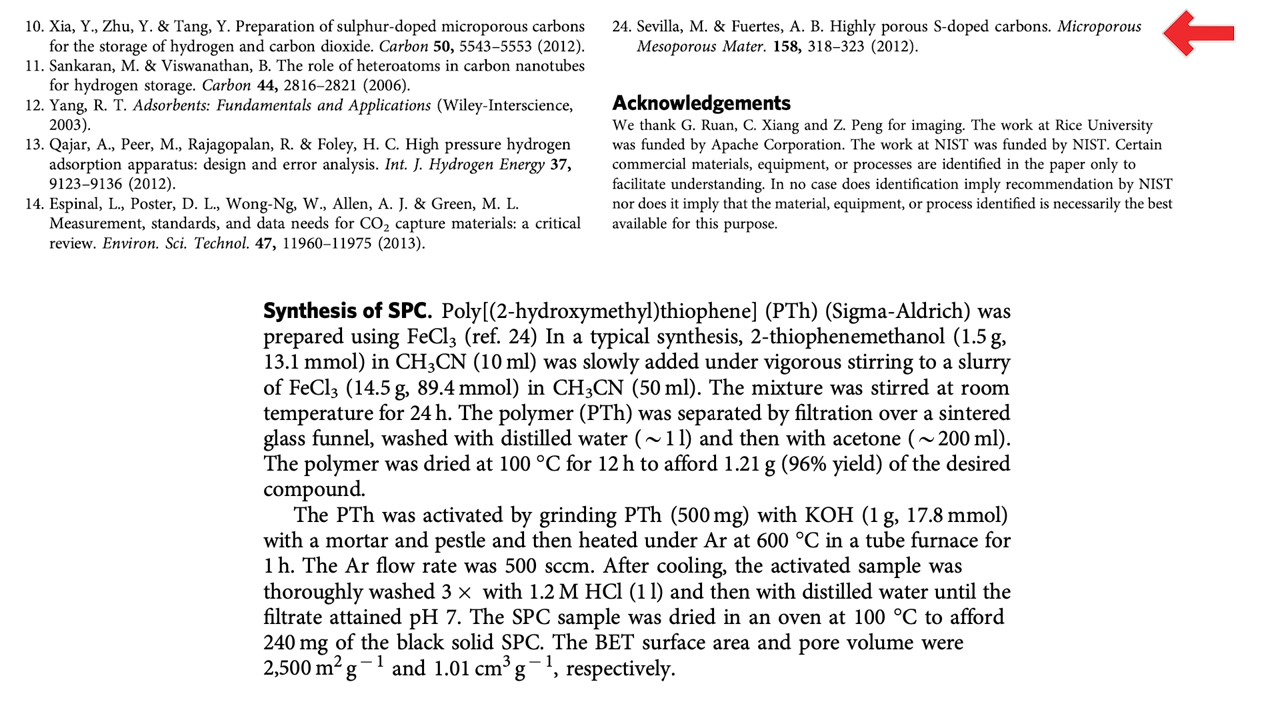 10. Xia, Y., Zhu, Y. & Tang, Y. Preparation of sulphur-doped microporous carbons
for the storage of hydrogen and carbon dioxide. Carbon 50, 5543–5553 (2012).
11. Sankaran, M. & Viswanathan, B. The role of heteroatoms in carbon nanotubes
for hydrogen storage. Carbon 44, 2816–2821 (2006).
12. Yang, R. T. Adsorbents: Fundamentals and Applications (Wiley-Interscience,
2003).
13. Qajar, A., Peer, M., Rajagopalan, R. & Foley, H. C. High pressure hydrogen
adsorption apparatus: design and error analysis. Int. J. Hydrogen Energy 37,
9123–9136 (2012).
14. Espinal, L., Poster, D. L., Wong-Ng, W., Allen, A. J. & Green, M. L.
Measurement, standards, and data needs for CO₂ capture materials: a critical
review. Environ. Sci. Technol. 47, 11960–11975 (2013).
24. Sevilla, M. & Fuertes, A. B. Highly porous S-doped carbons. Microporous
Mesoporous Mater. 158, 318–323 (2012).
Acknowledgements
We thank G. Ruan, C. Xiang and Z. Peng for imaging. The work at Rice University
was funded by Apache Corporation. The work at NIST was funded by NIST. Certain
commercial materials, equipment, or processes are identified in the paper only to
facilitate understanding. In no case does identification imply recommendation by NIST
nor does it imply that the material, equipment, or process identified is necessarily the best
available for this purpose.
Synthesis of SPC. Poly[(2-hydroxymethyl)thiophene] (PTh) (Sigma-Aldrich) was
prepared using FeCl₃ (ref. 24) In a typical synthesis, 2-thiophenemethanol (1.5 g,
13.1 mmol) in CH₃CN (10 ml) was slowly added under vigorous stirring to a slurry
of FeCl₃ (14.5 g, 89.4 mmol) in CH₃CN (50 ml). The mixture was stirred at room
temperature for 24 h. The polymer (PTh) was separated by filtration over a sintered
glass funnel, washed with distilled water (~1 l) and then with acetone (~200 ml).
The polymer was dried at 100 °C for 12 h to afford 1.21 g (96% yield) of the desired
compound.
The PTh was activated by grinding PTh (500 mg) with KOH (1 g, 17.8 mmol)
with a mortar and pestle and then heated under Ar at 600 °C in a tube furnace for
1 h. The Ar flow rate was 500 sccm. After cooling, the activated sample was
thoroughly washed 3 × with 1.2 M HCl (1 l) and then with distilled water until the
filtrate attained pH 7. The SPC sample was dried in an oven at 100 °C to afford
240 mg of the black solid SPC. The BET surface area and pore volume were
2,500 m² g⁻¹ and 1.01 cm³ g⁻¹, respectively.